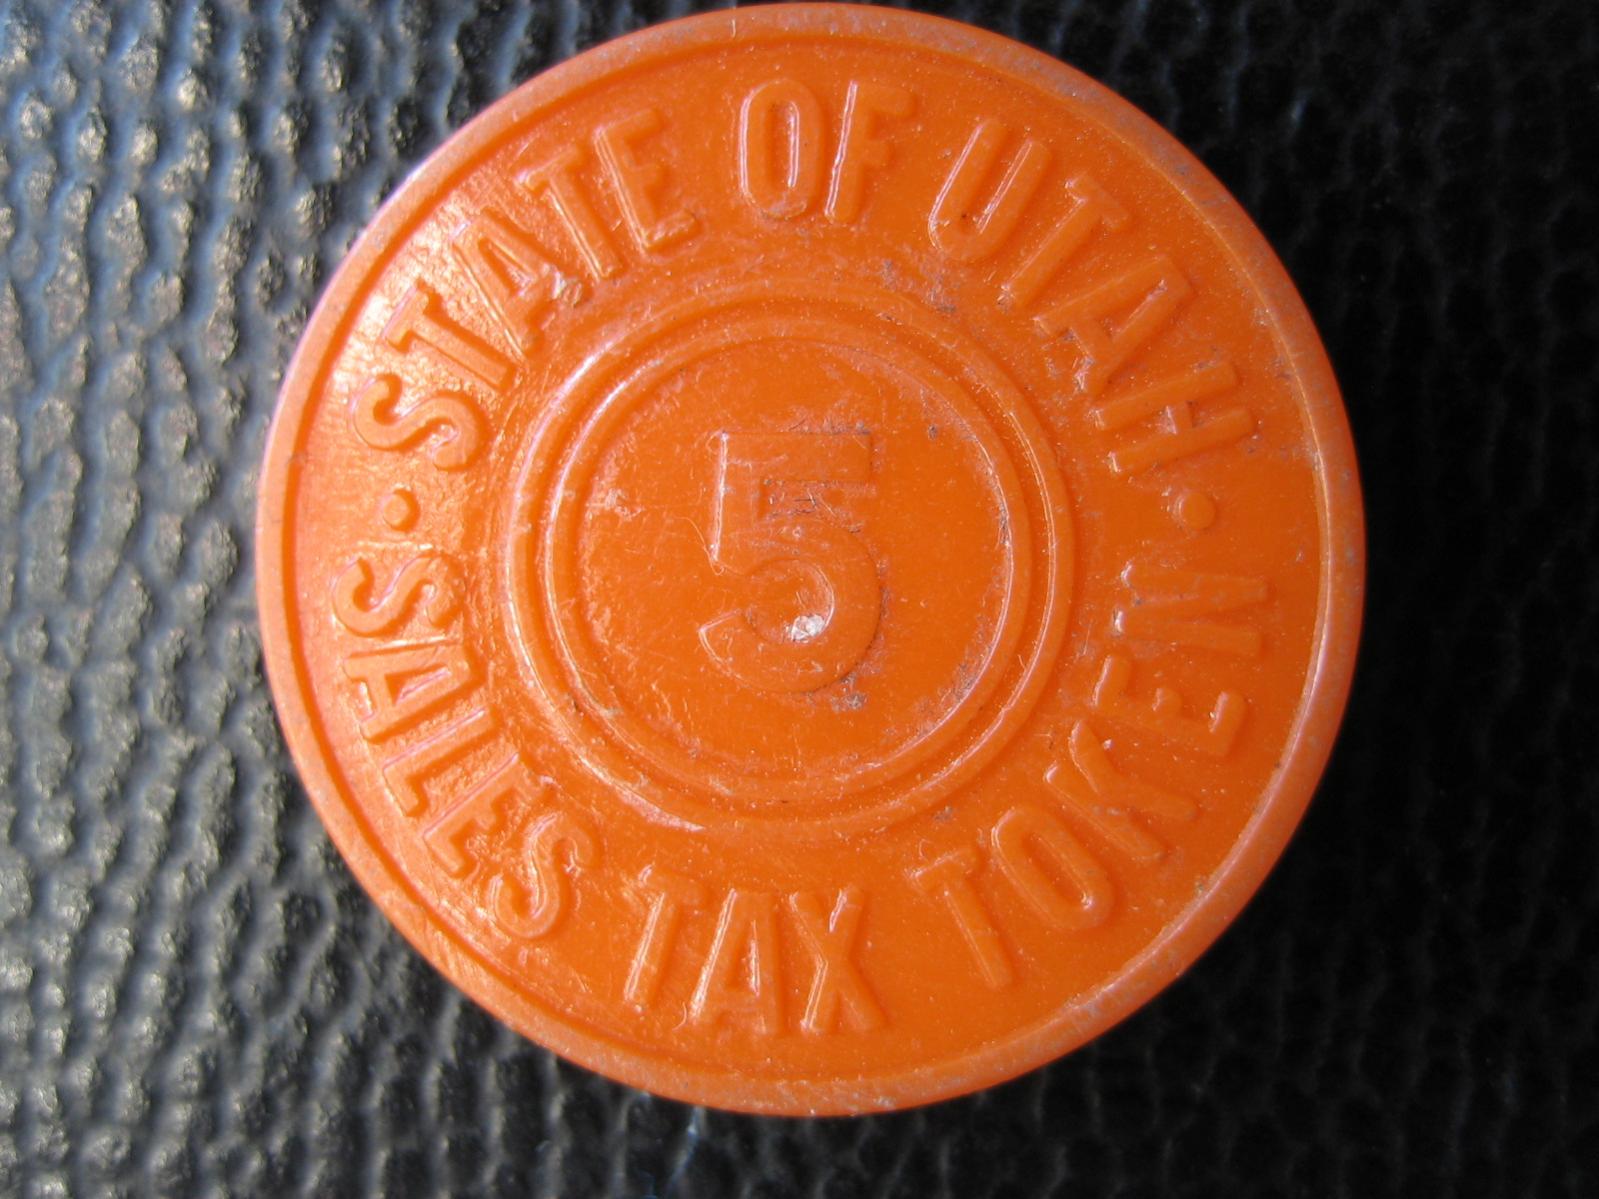 STATE OF UTAH
5
· SALES TAX TOKEN ·